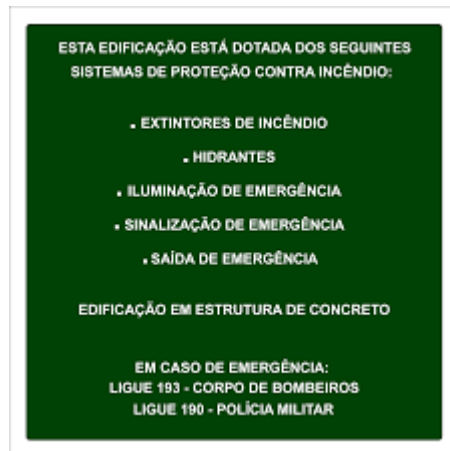 ESTA EDIFICAÇÃO ESTÁ DOTADA DOS SEGUINTES
SISTEMAS DE PROTEÇÃO CONTRA INCÊNDIO:
. EXTINTORES DE INCÊNDIO
. HIDRANTES
. ILUMINAÇÃO DE EMERGÊNCIA
. SINALIZAÇÃO DE EMERGÊNCIA
. SAÍDA DE EMERGÊNCIA
EDIFICAÇÃO EM ESTRUTURA DE CONCRETO
EM CASO DE EMERGÊNCIA:
LIGUE 193 - CORPO DE BOMBEIROS
LIGUE 190 - POLÍCIA MILITAR